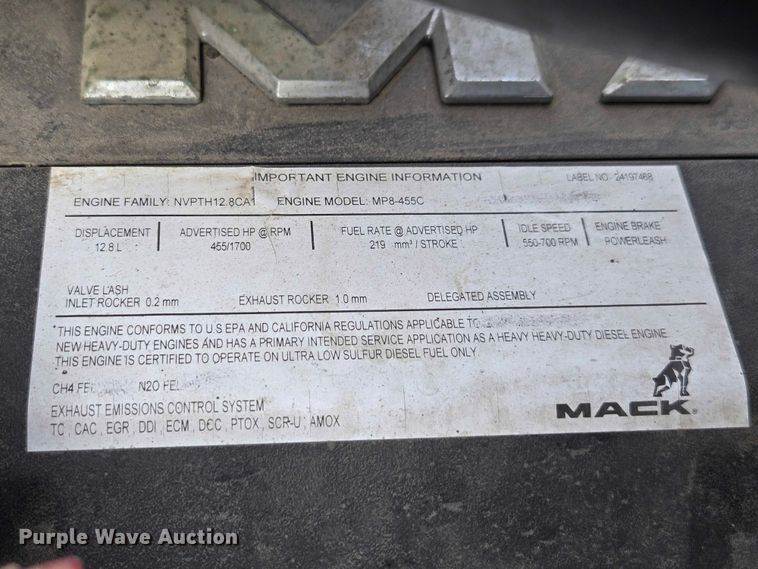 IMPORTANT ENGINE INFORMATION LABEL NO. 24197468
ENGINE FAMILY: NVPTH12.8CA1 ENGINE MODEL: MP8-455C
DISPLACEMENT ADVERTISED HP @ RPM FUEL RATE @ ADVERTISED HP IDLE SPEED ENGINE BRAKE
12.8 L 455/1700 219 mm³ / STROKE 550-700 RPM POWERLEASH
VALVE LASH
INLET ROCKER 0.2 mm EXHAUST ROCKER 1.0 mm DELEGATED ASSEMBLY
THIS ENGINE CONFORMS TO U.S EPA AND CALIFORNIA REGULATIONS APPLICABLE TO
NEW HEAVY-DUTY ENGINES AND HAS A PRIMARY INTENDED SERVICE APPLICATION AS A HEAVY HEAVY-DUTY DIESEL ENGINE.
THIS ENGINE IS CERTIFIED TO OPERATE ON ULTRA LOW SULFUR DIESEL FUEL ONLY
CH4 FEL N20 FEL
EXHAUST EMISSIONS CONTROL SYSTEM
TC, CAC, EGR, DDI, ECM, DCC, PTOX, SCR-U, AMOX
MACK
Purple Wave Auction